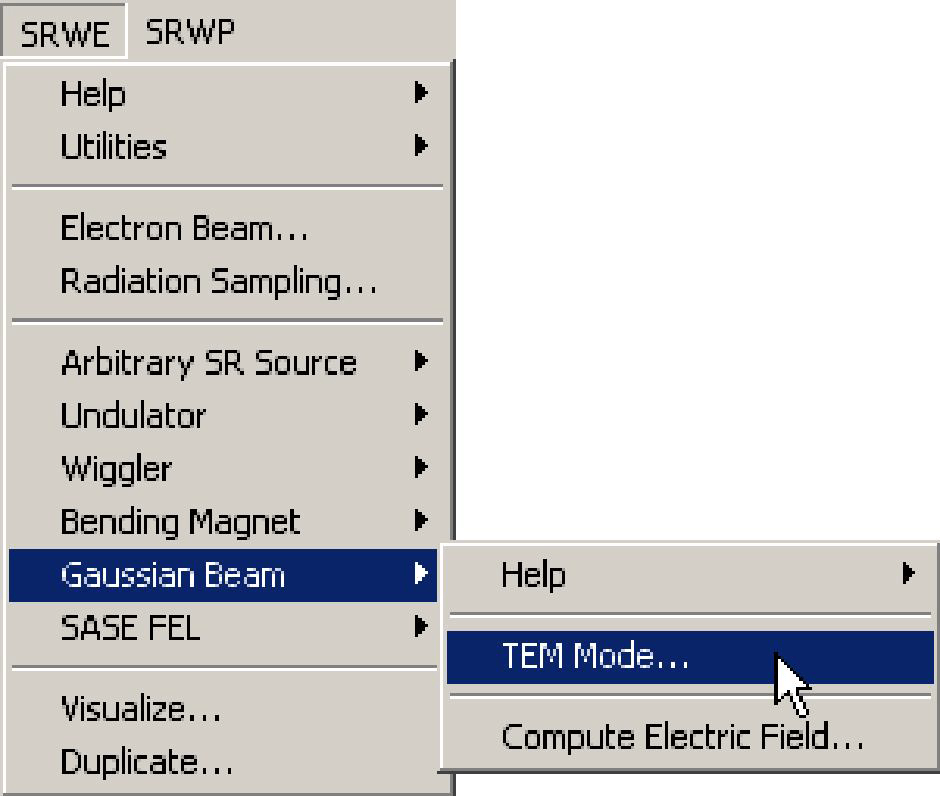 SRWE SRWP
Help
Utilities
Electron Beam...
Radiation Sampling...
Arbitrary SR Source
Undulator
Wiggler
Bending Magnet
Gaussian Beam
SASE FEL
Visualize...
Duplicate...
Help
TEM Mode...
Compute Electric Field...